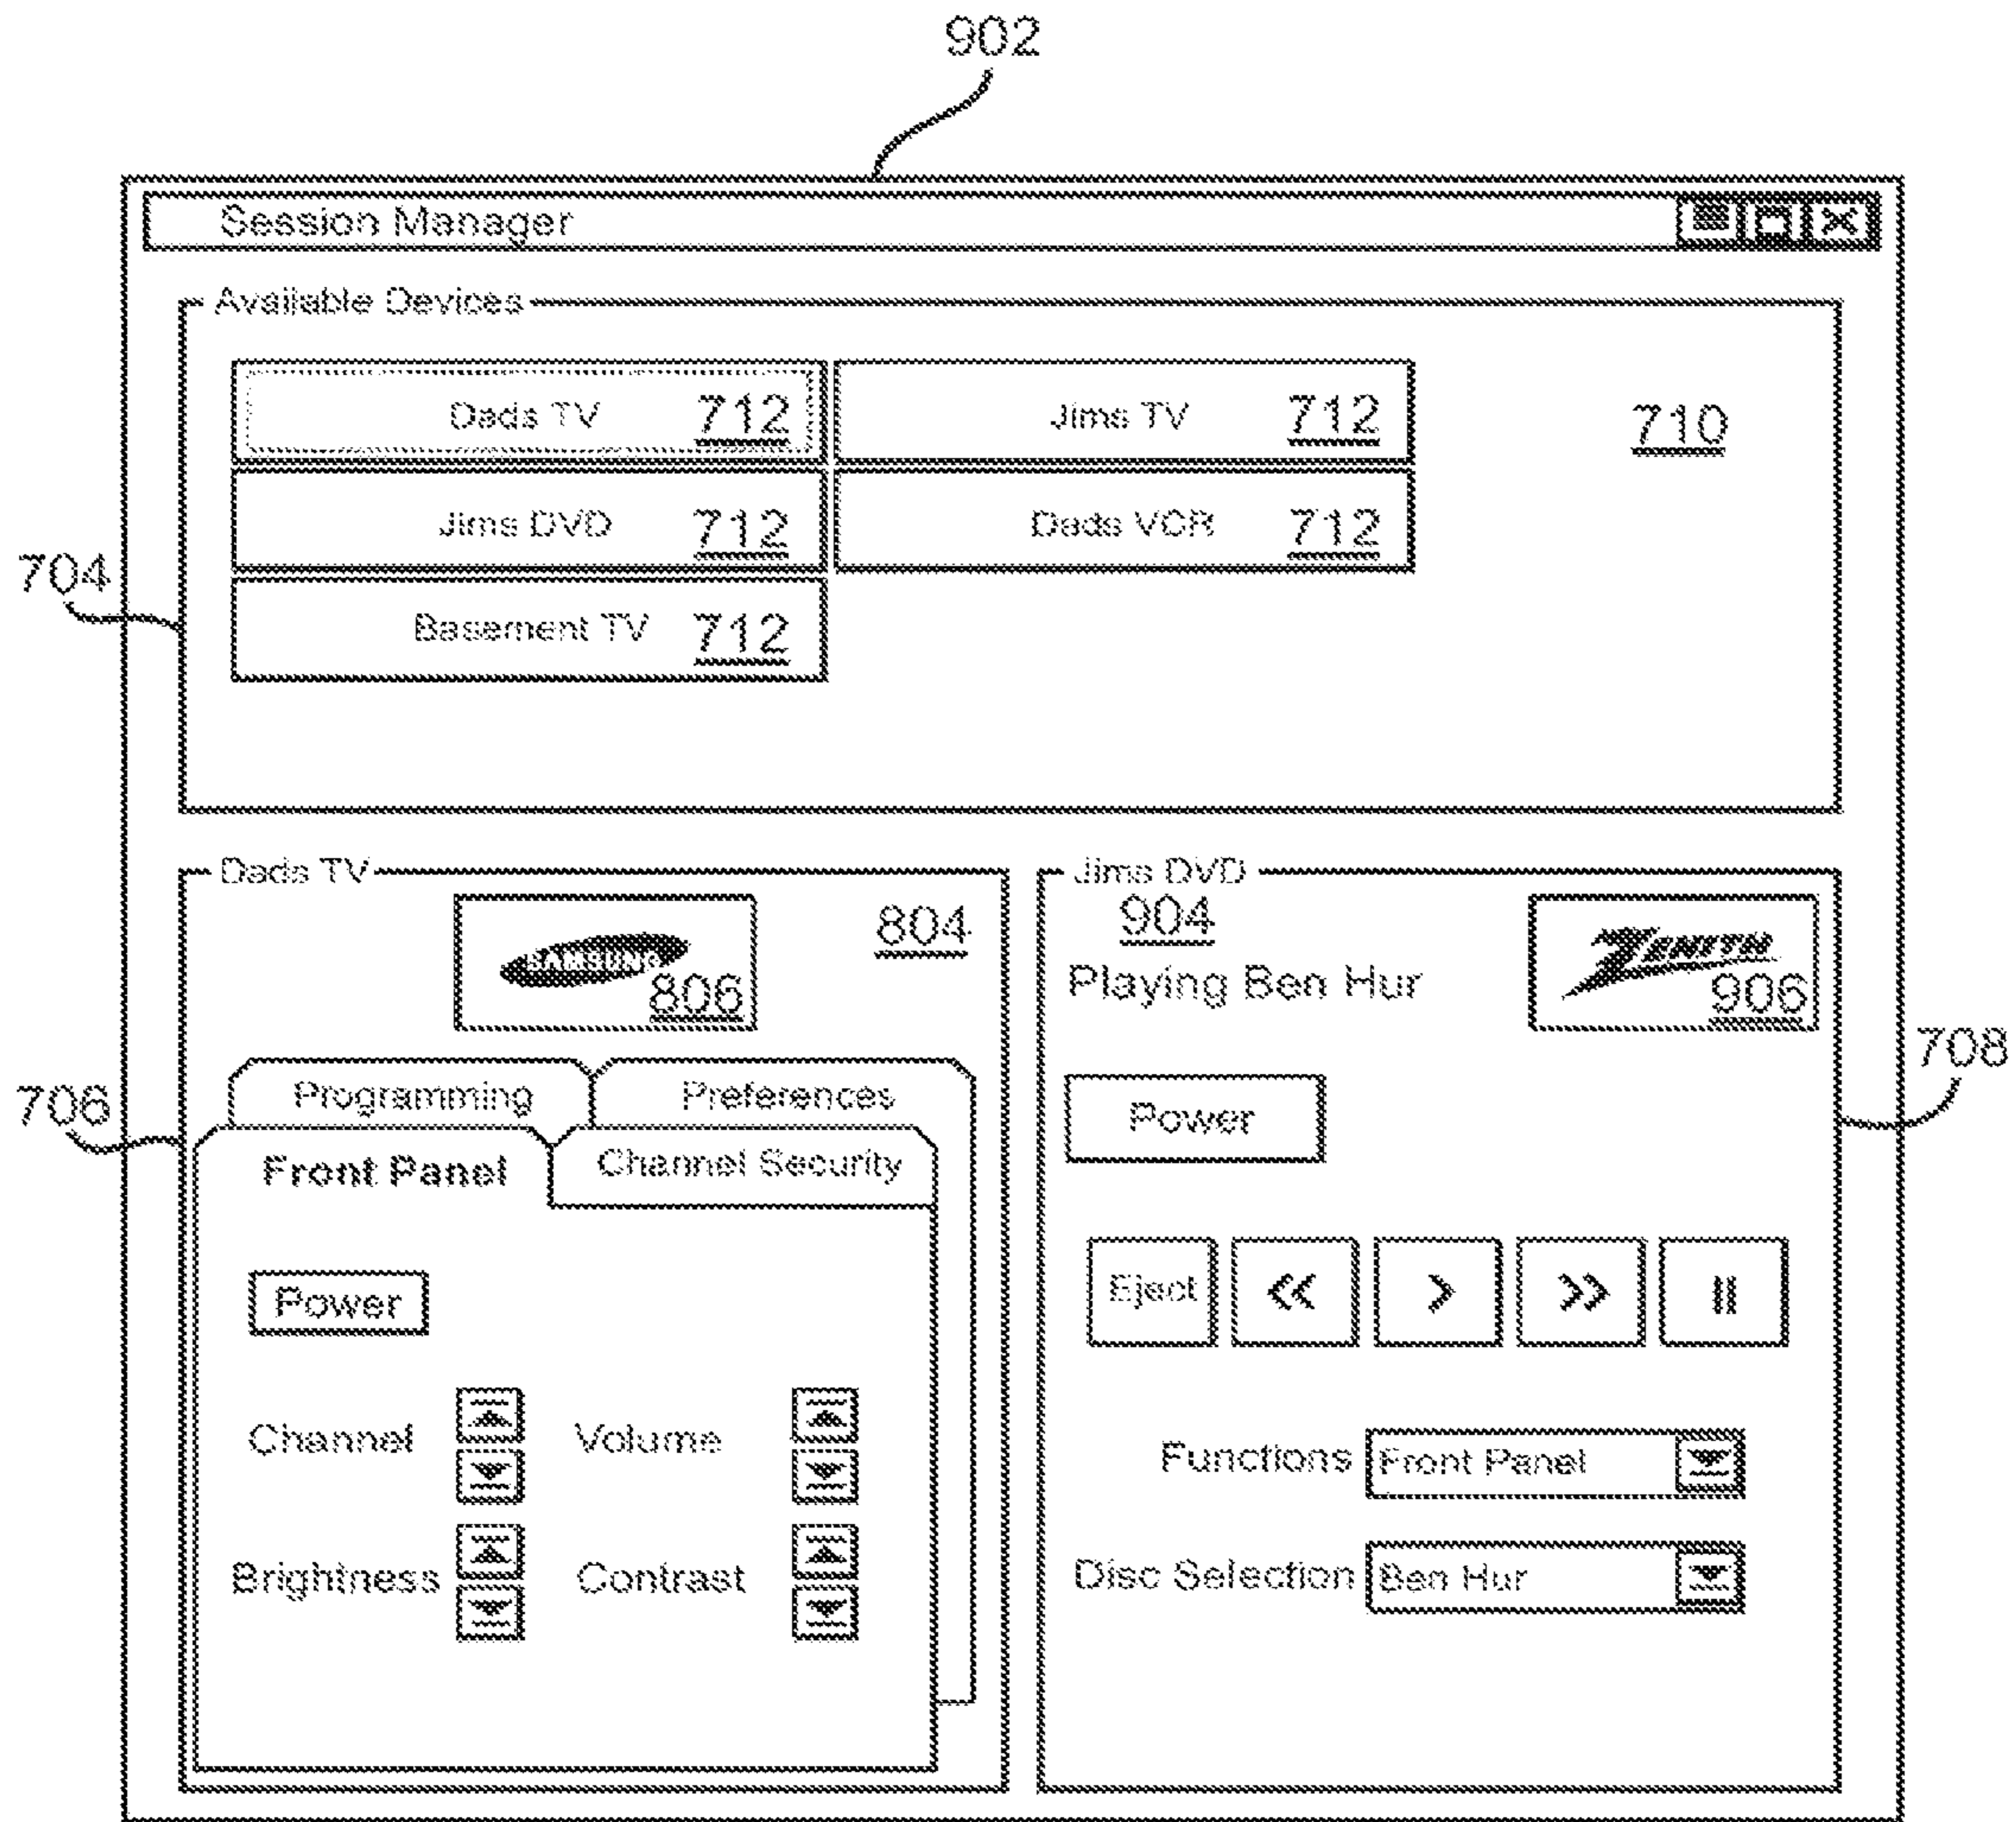 902
Session Manager
Available Devices
Dads TV 712
Jims TV 712
710
Jims DVD 712
Dads VCR 712
704
Basement TV 712
Dads TV
SAMSUNG
806
804
706
Programming
Preferences
Front Panel
Channel Security
Power
Channel
Volume
Brightness
Contrast
Jims DVD
904
ZENITH
906
Playing Ben Hur
708
Power
Eject « > » II
Functions Front Panel
Disc Selection Ben Hur